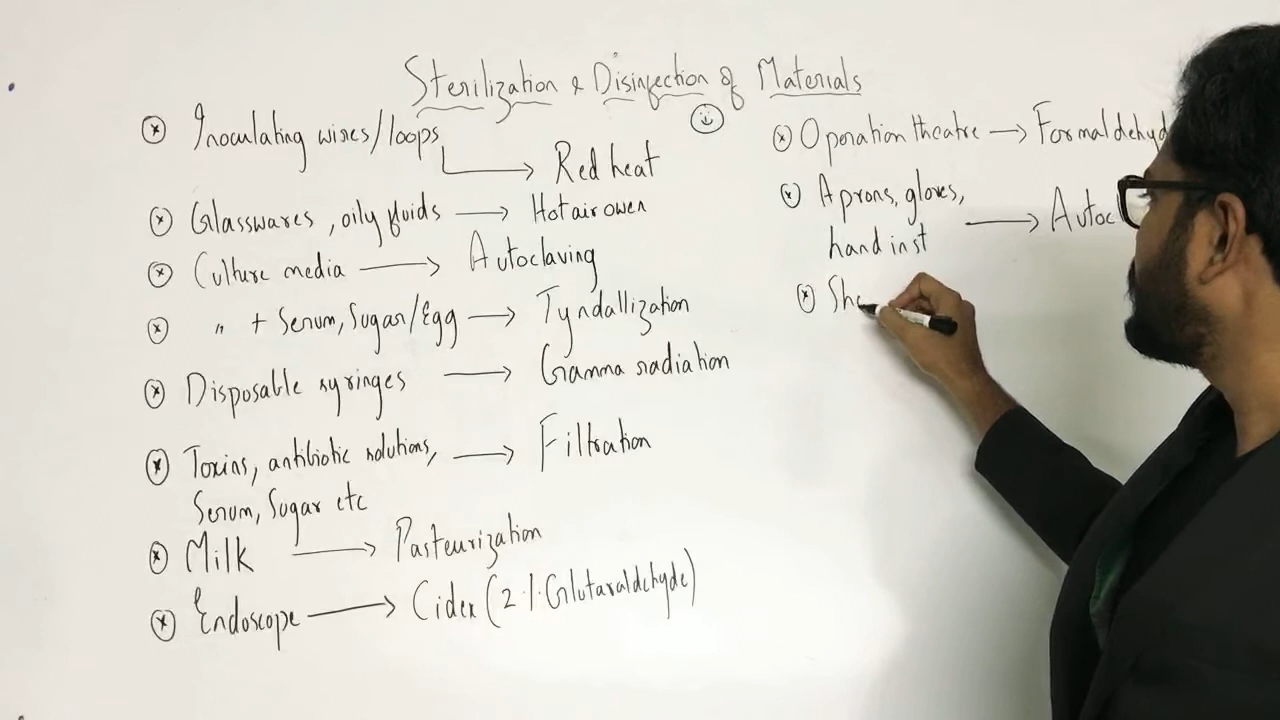 Sterilization & Disinfection of Materials
Inoculating wires/loops
Red heat
Glasswares, oily fluids → Hot air owen
Culture media → Autoclaving
" + Serum, Sugar/Egg → Tyndallization
Disposable syringes → Gamma radiation
Toxins, antibiotic solutions, → Filtration
Serum, Sugar etc
Milk → Pasteurization
Endoscope → Cidex (2% Glutaraldehyde)
Operation theatre → Formaldehyd
Aprons, gloves,
hand inst → Autoc
Sha